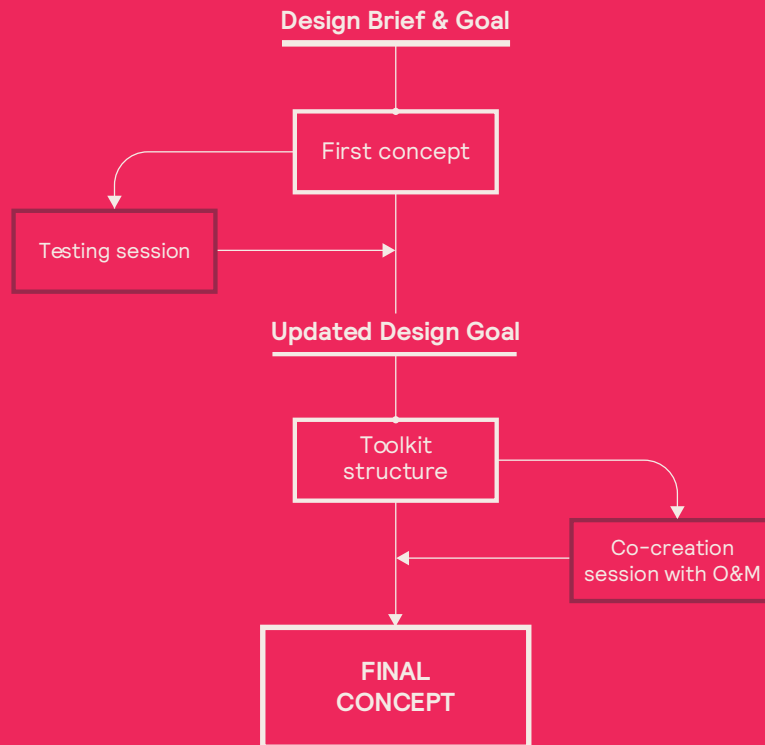 Design Brief & Goal
First concept
Testing session
Updated Design Goal
Toolkit
structure
Co-creation
session with O&M
FINAL
CONCEPT